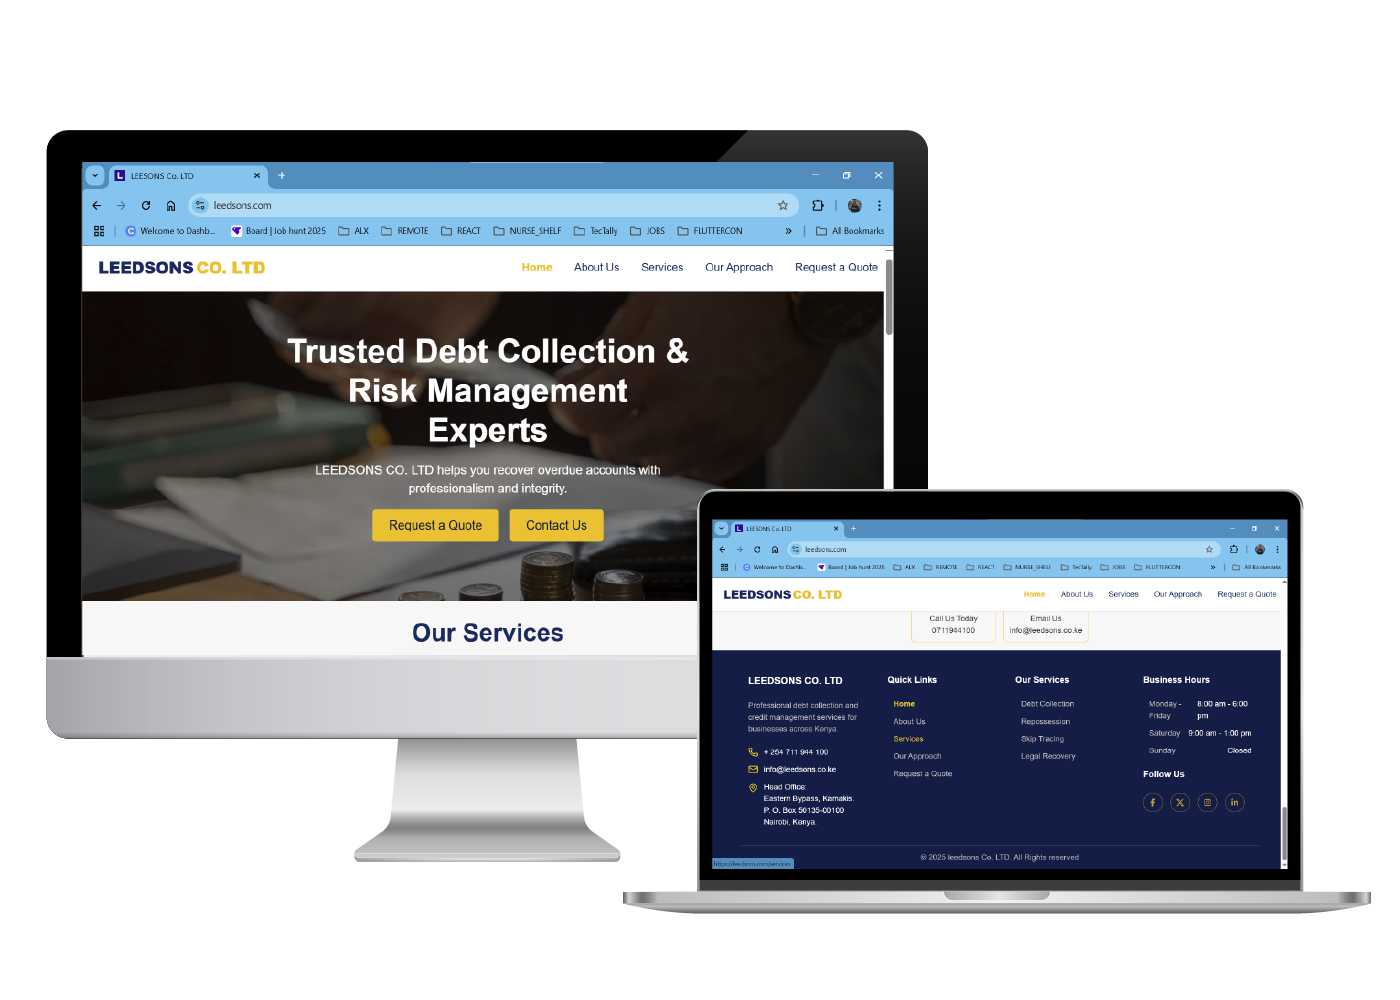 LEESONS Co. LTD
leedsons.com
Welcome to Dashb...
Board | Job hunt 2025
ALX
REMOTE
REACT
NURSE_SHELF
TecTally
JOBS
FLUTTERCON
All Bookmarks
LEEDSONS CO. LTD
Home
About Us
Services
Our Approach
Request a Quote
Trusted Debt Collection &
Risk Management
Experts
LEEDSONS CO. LTD helps you recover overdue accounts with
professionalism and integrity.
Request a Quote
Contact Us
Our Services
LEESONS Co. LTD
leedsons.com
Welcome to Dashb...
Board | Job hunt 2025
ALX
REMOTE
REACT
NURSE_SHELF
TecTally
JOBS
FLUTTERCON
All Bookmarks
LEEDSONS CO. LTD
Home
About Us
Services
Our Approach
Request a Quote
Call Us Today
0711944100
Email Us
info@leedsons.co.ke
LEEDSONS CO. LTD
Professional debt collection and
credit management services for
businesses across Kenya.
+ 254 711 944 100
info@leedsons.co.ke
Head Office:
Eastern Bypass, Kamakis.
P. O. Box 50135-00100
Nairobi, Kenya.
Quick Links
Home
About Us
Services
Our Approach
Request a Quote
Our Services
Debt Collection
Repossession
Skip Tracing
Legal Recovery
Business Hours
Monday -
Friday
8:00 am - 6:00
pm
Saturday
9:00 am - 1:00 pm
Sunday
Closed
Follow Us
© 2025 leedsons Co. LTD. All Rights reserved
https://leedsons.com/services